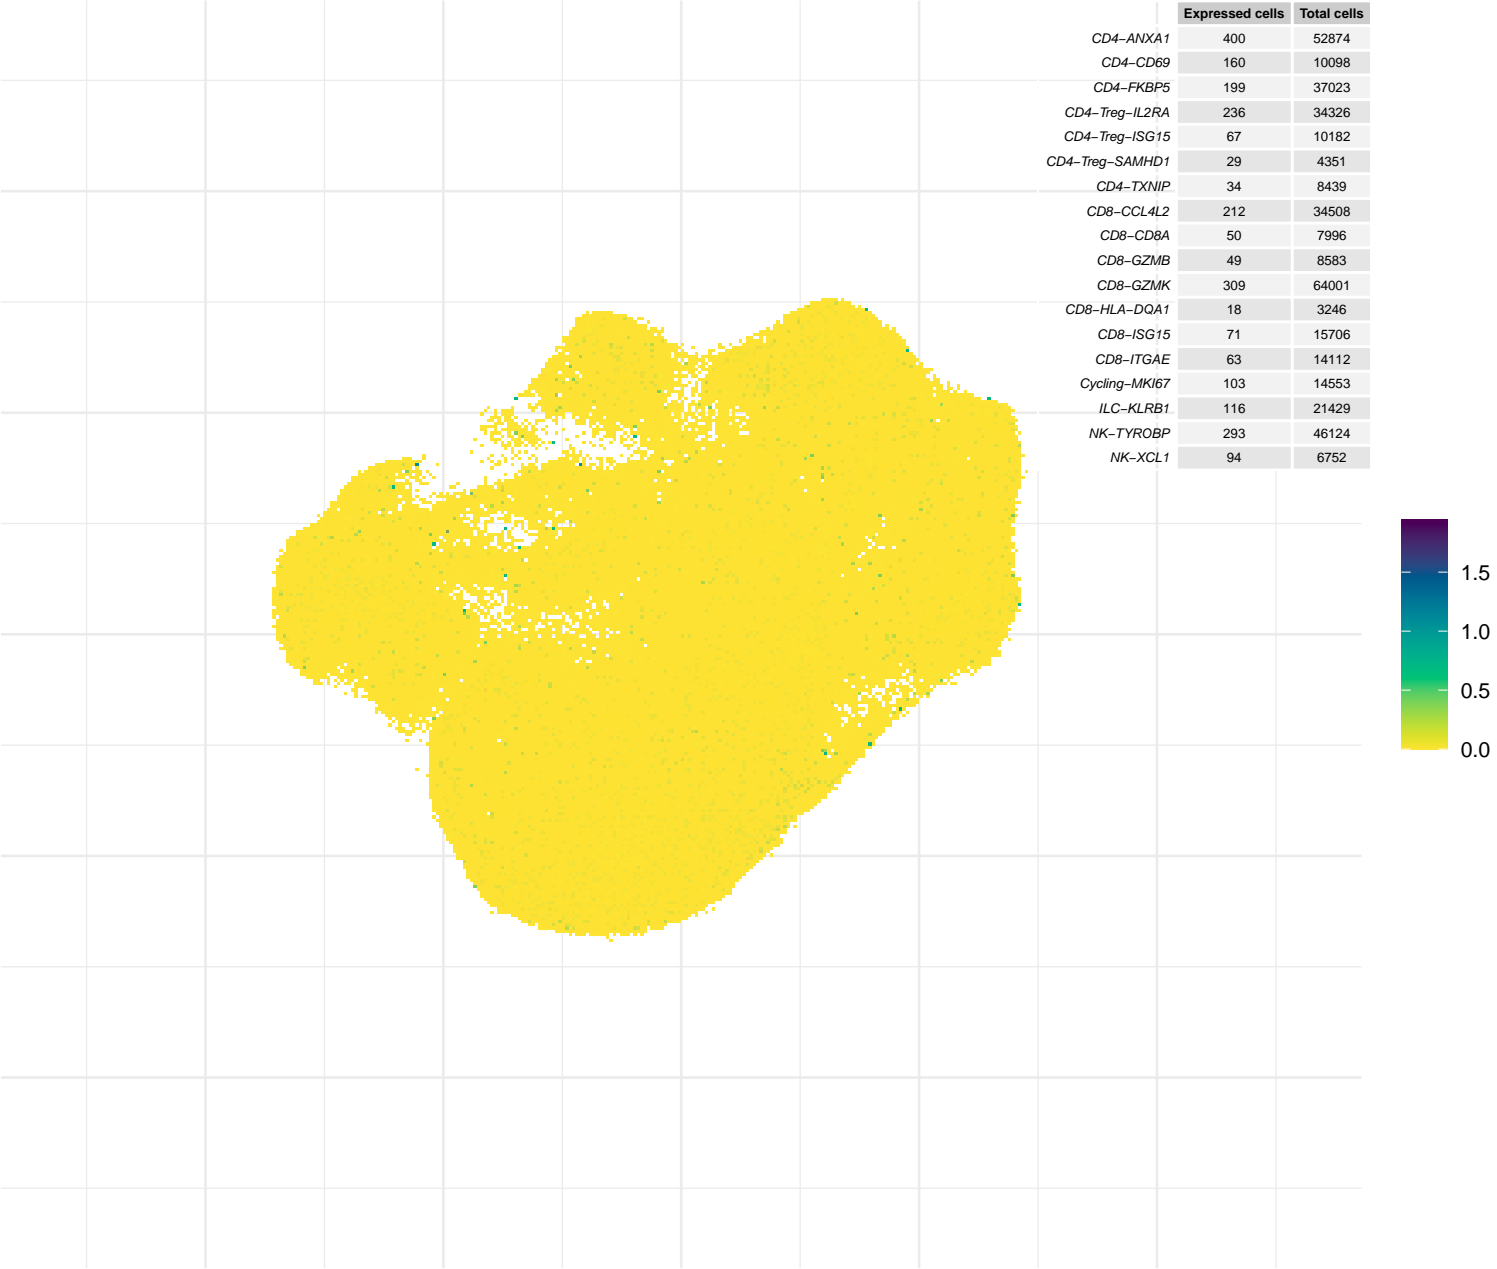 Expressed cells Total cells
CD4−ANXA1 400 52874
CD4−CD69 160 10098
CD4−FKBP5 199 37023
CD4−Treg−IL2RA 236 34326
CD4−Treg−ISG15 67 10182
CD4−Treg−SAMHD1 29 4351
CD4−TXNIP 34 8439
CD8−CCL4L2 212 34508
CD8−CD8A 50 7996
CD8−GZMB 49 8583
CD8−GZMK 309 64001
CD8−HLA−DQA1 18 3246
CD8−ISG15 71 15706
CD8−ITGAE 63 14112
Cycling−MKI67 103 14553
ILC−KLRB1 116 21429
NK−TYROBP 293 46124
NK−XCL1 94 6752
1.5
1.0
0.5
0.0